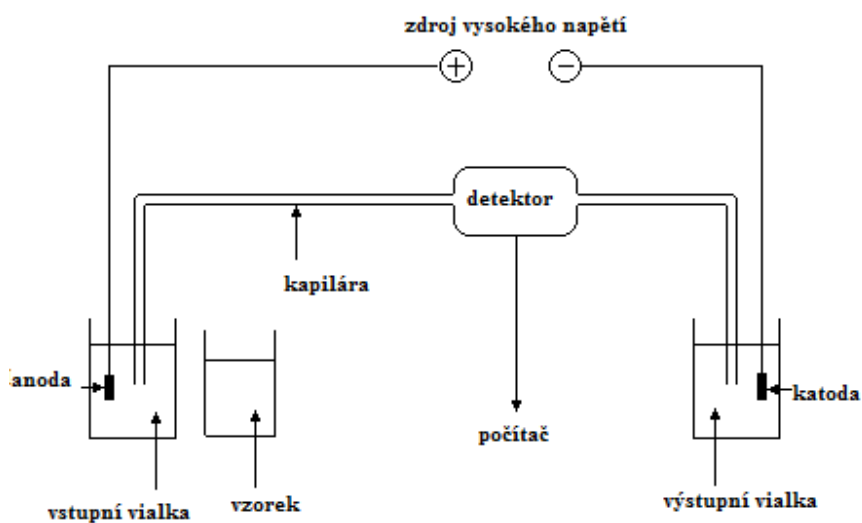 zdroj vysokého napětí
+
−
detektor
kapilára
anoda
katoda
počítač
vstupní vialka
vzorek
výstupní vialka